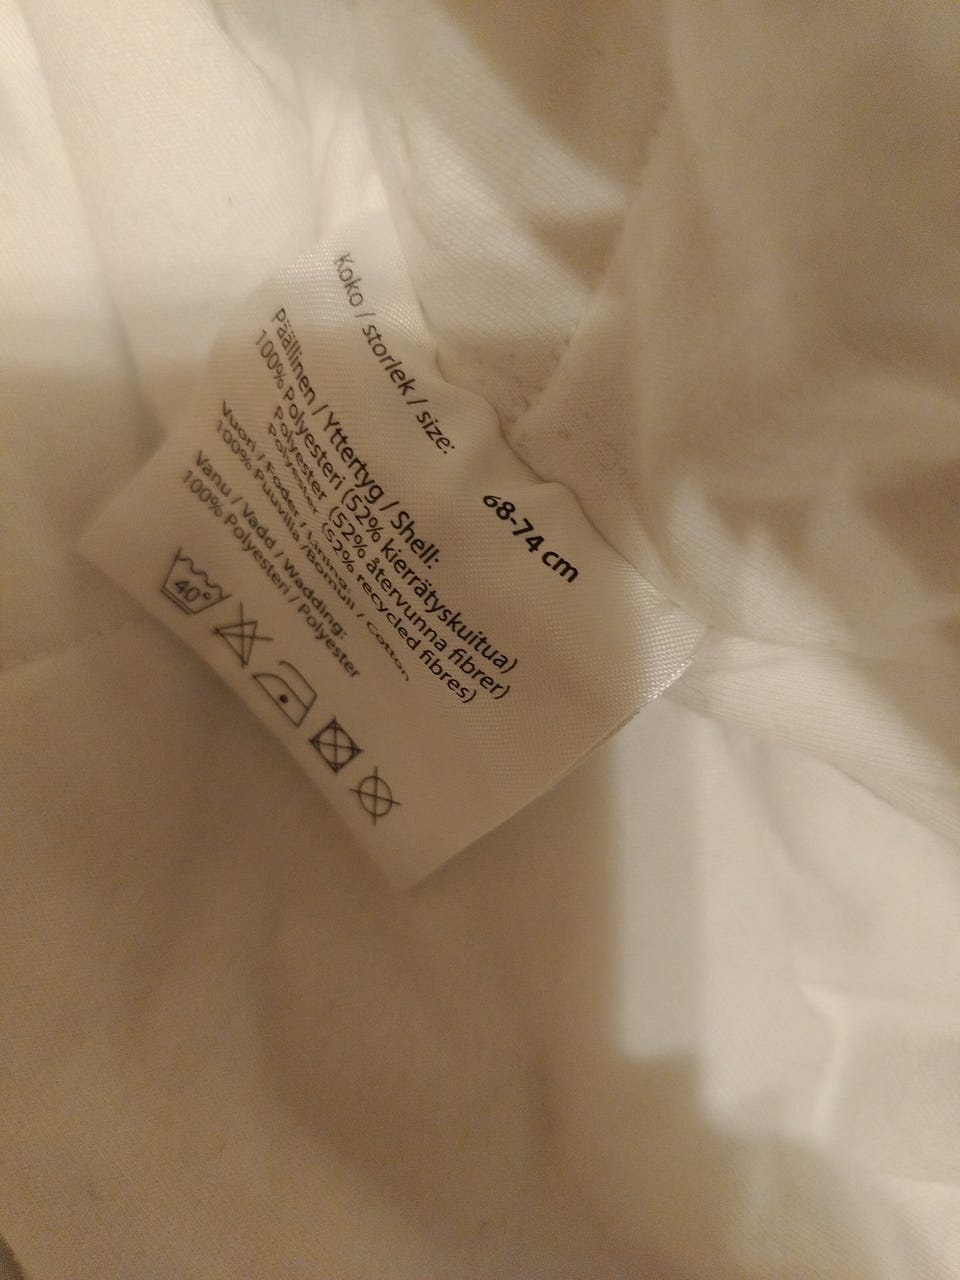 Koko / storlek / size:
68-74 cm
Päällinen / Yttertyg / Shell:
100% Polyesteri (52% kierrätyskuitua)
Polyester (52% återvunna fibrer)
Polyester (52% recycled fibres)
Vuori / Foder / Lining:
100% Puuvilla /Bomull / Cotton
Vanu / Vadd / Wadding:
100% Polyesteri / Polyester
40°